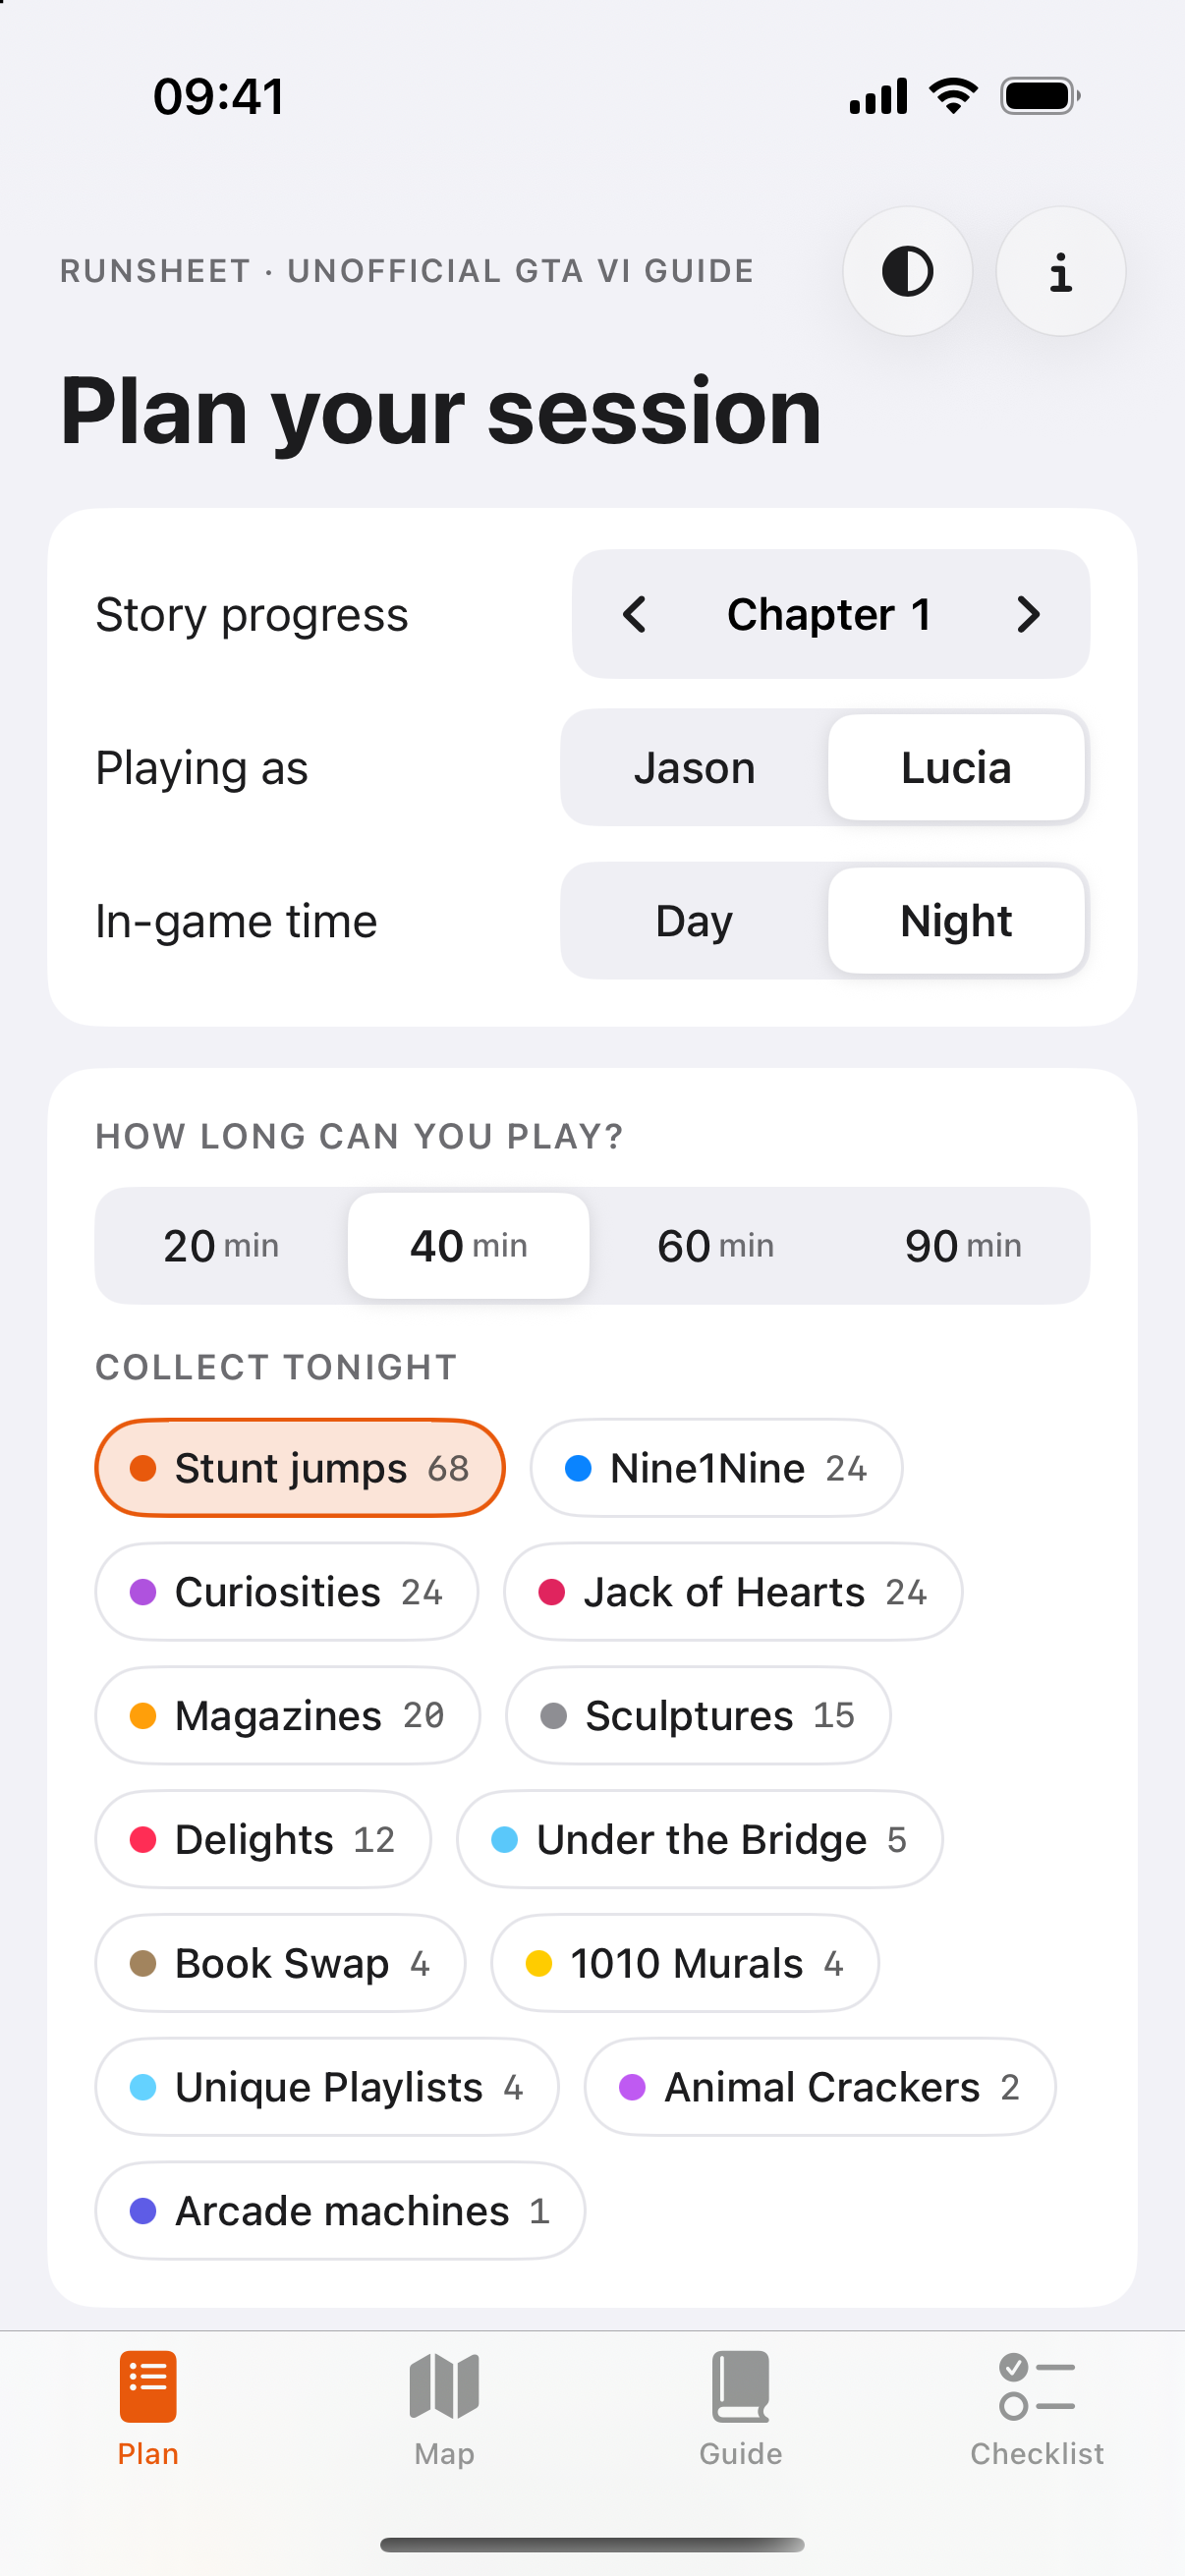 09:41
RUNSHEET · UNOFFICIAL GTA VI GUIDE
Plan your session
Story progress
Chapter 1
Playing as
Jason
Lucia
In-game time
Day
Night
HOW LONG CAN YOU PLAY?
20 min
40 min
60 min
90 min
COLLECT TONIGHT
Stunt jumps 68
Nine1Nine 24
Curiosities 24
Jack of Hearts 24
Magazines 20
Sculptures 15
Delights 12
Under the Bridge 5
Book Swap 4
1010 Murals 4
Unique Playlists 4
Animal Crackers 2
Arcade machines 1
Plan
Map
Guide
Checklist